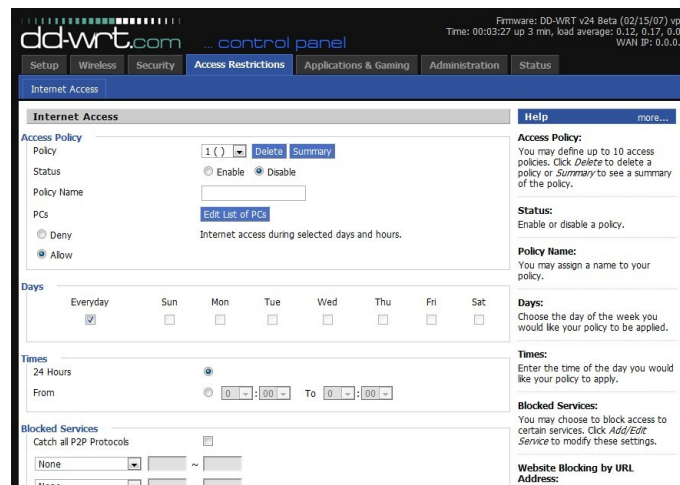 Firmware: DD-WRT v24 Beta (02/15/07) vp
dd-wrt.com ... control panel
Time: 00:03:27 up 3 min, load average: 0.12, 0.17, 0.0
WAN IP: 0.0.0.
Setup Wireless Security Access Restrictions Applications & Gaming Administration Status
Internet Access
Internet Access
Access Policy
Policy 1 ( ) Delete Summary
Status Enable Disable
Policy Name
PCs Edit List of PCs
Deny Internet access during selected days and hours.
Allow
Days
Everyday Sun Mon Tue Wed Thu Fri Sat
Times
24 Hours
From 0 : 00 To 0 : 00
Blocked Services
Catch all P2P Protocols
None ~
None
Help more...
Access Policy:
You may define up to 10 access
policies. Click Delete to delete a
policy or Summary to see a summary
of the policy.
Status:
Enable or disable a policy.
Policy Name:
You may assign a name to your
policy.
Days:
Choose the day of the week you
would like your policy to be applied.
Times:
Enter the time of the day you would
like your policy to apply.
Blocked Services:
You may choose to block access to
certain services. Click Add/Edit
Service to modify these settings.
Website Blocking by URL
Address: